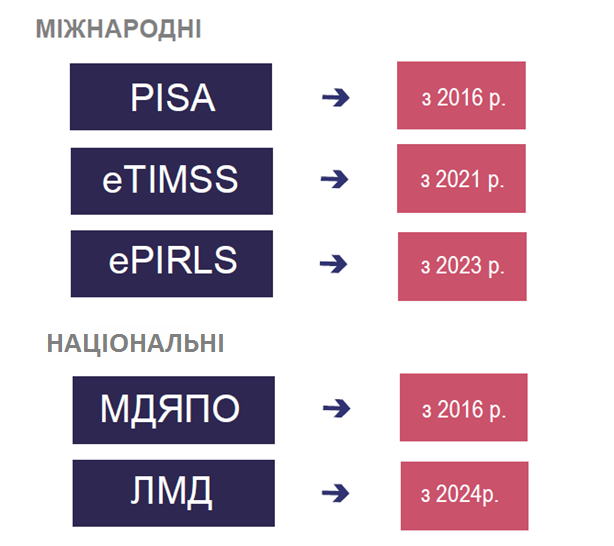 МІЖНАРОДНІ
PISA → з 2016 р.
eTIMSS → з 2021 р.
ePIRLS → з 2023 р.
НАЦІОНАЛЬНІ
МДЯПО → з 2016 р.
ЛМД → з 2024р.